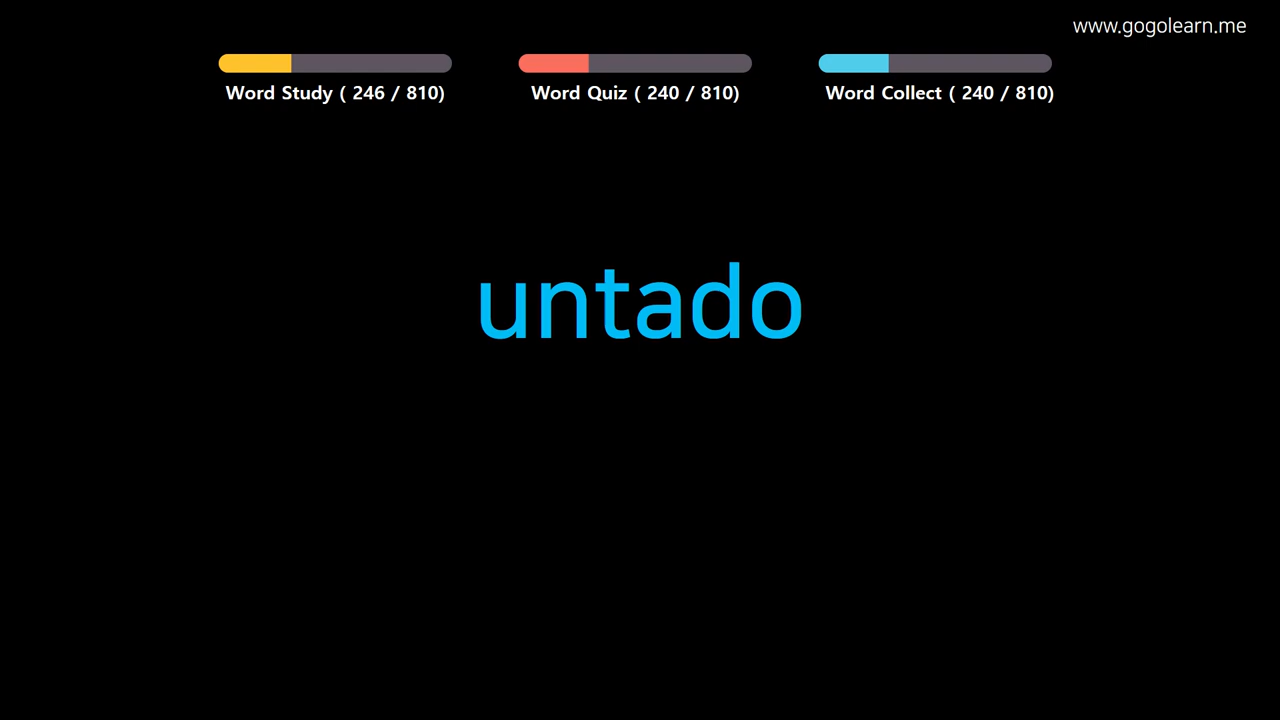 www.gogolearn.me
Word Study ( 246 / 810)
Word Quiz ( 240 / 810)
Word Collect ( 240 / 810)
untado